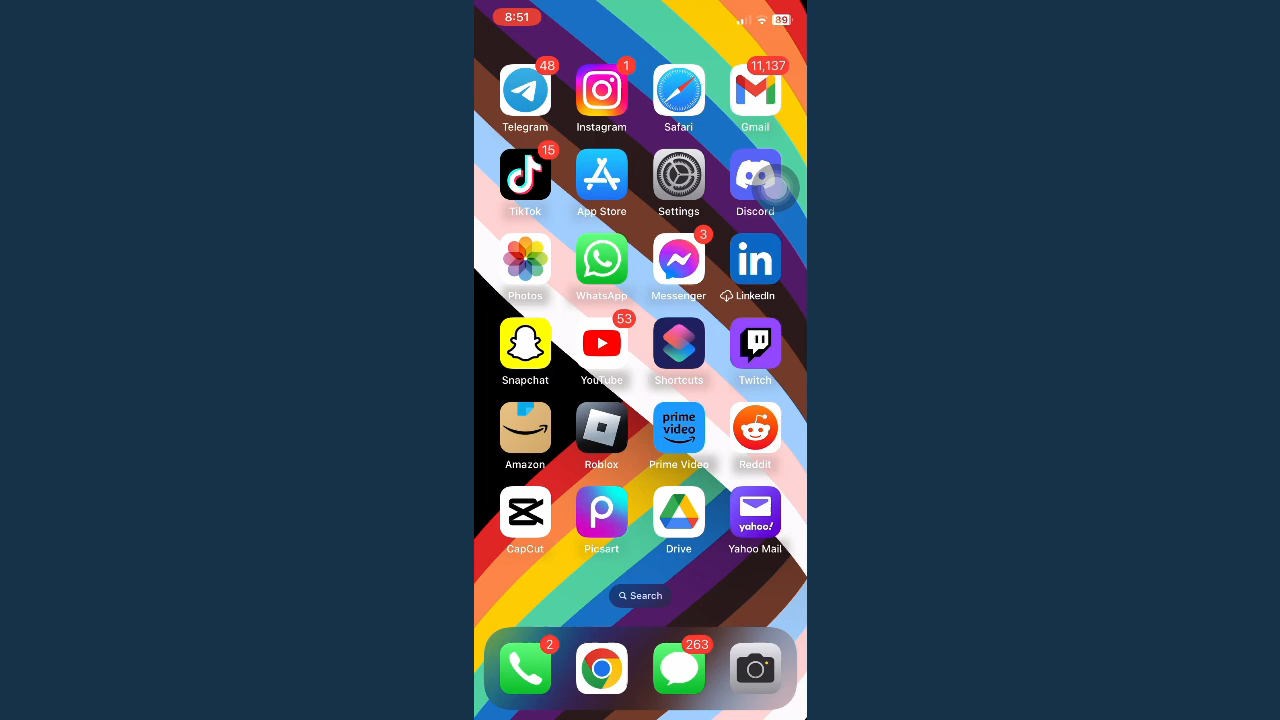 8:51
89
48 1 11,137
Telegram Instagram Safari Gmail
15
TikTok App Store Settings Discord
3
in
Photos WhatsApp Messenger LinkedIn
53
Snapchat YouTube Shortcuts Twitch
prime video
Amazon Roblox Prime Video Reddit
yahoo!
CapCut Picsart Drive Yahoo Mail
Search
2 263